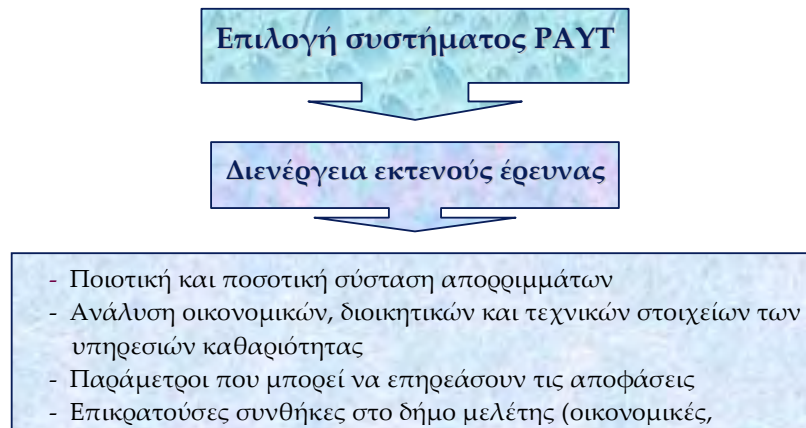 Επιλογή συστήματος PAYT
Διενέργεια εκτενούς έρευνας
- Ποιοτική και ποσοτική σύσταση απορριμμάτων
- Ανάλυση οικονομικών, διοικητικών και τεχνικών στοιχείων των
υπηρεσιών καθαριότητας
- Παράμετροι που μπορεί να επηρεάσουν τις αποφάσεις
- Επικρατούσες συνθήκες στο δήμο μελέτης (οικονομικές,